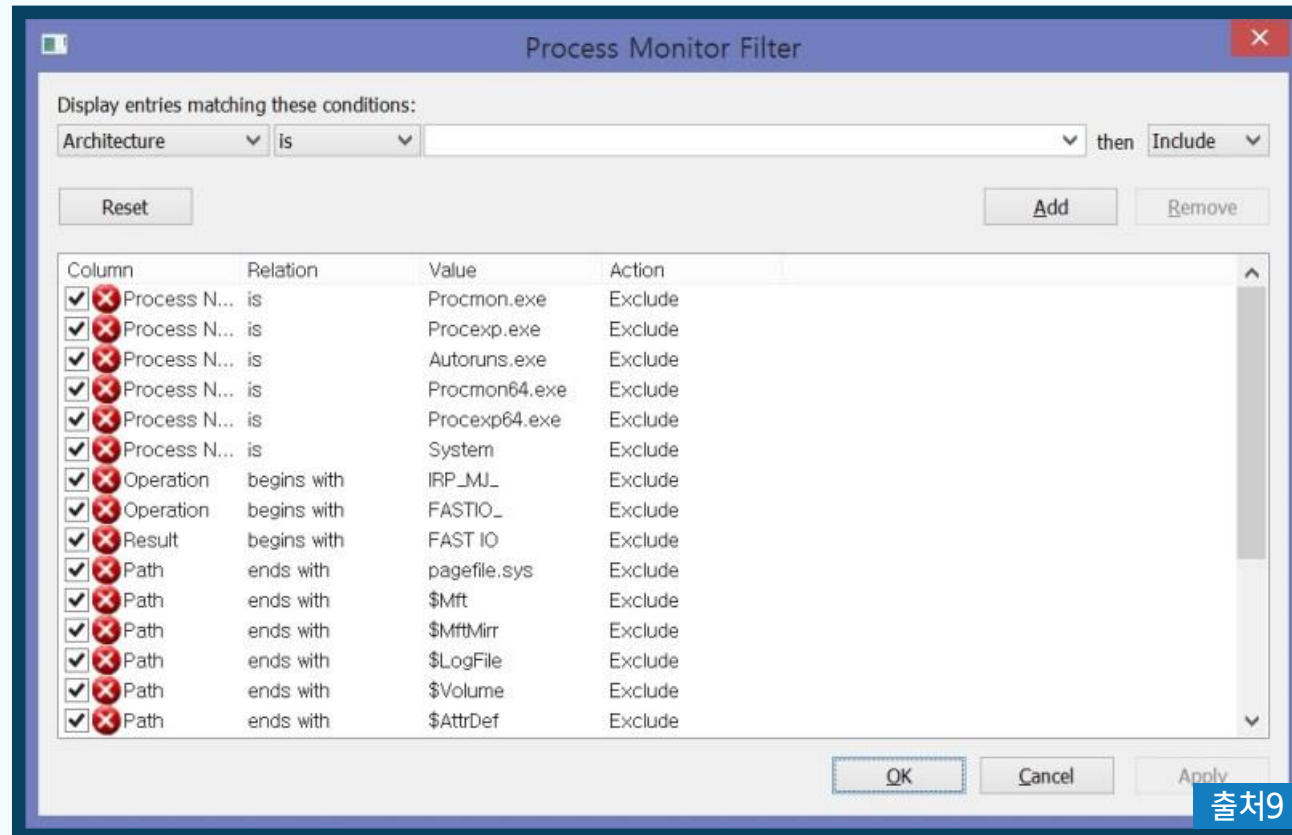 Process Monitor Filter
Display entries matching these conditions:
Architecture is then Include
Reset Add Remove
Column Relation Value Action
Process N... is Procmon.exe Exclude
Process N... is Procexp.exe Exclude
Process N... is Autoruns.exe Exclude
Process N... is Procmon64.exe Exclude
Process N... is Procexp64.exe Exclude
Process N... is System Exclude
Operation begins with IRP_MJ_ Exclude
Operation begins with FASTIO_ Exclude
Result begins with FAST IO Exclude
Path ends with pagefile.sys Exclude
Path ends with $Mft Exclude
Path ends with $MftMirr Exclude
Path ends with $LogFile Exclude
Path ends with $Volume Exclude
Path ends with $AttrDef Exclude
OK Cancel Apply
출처9